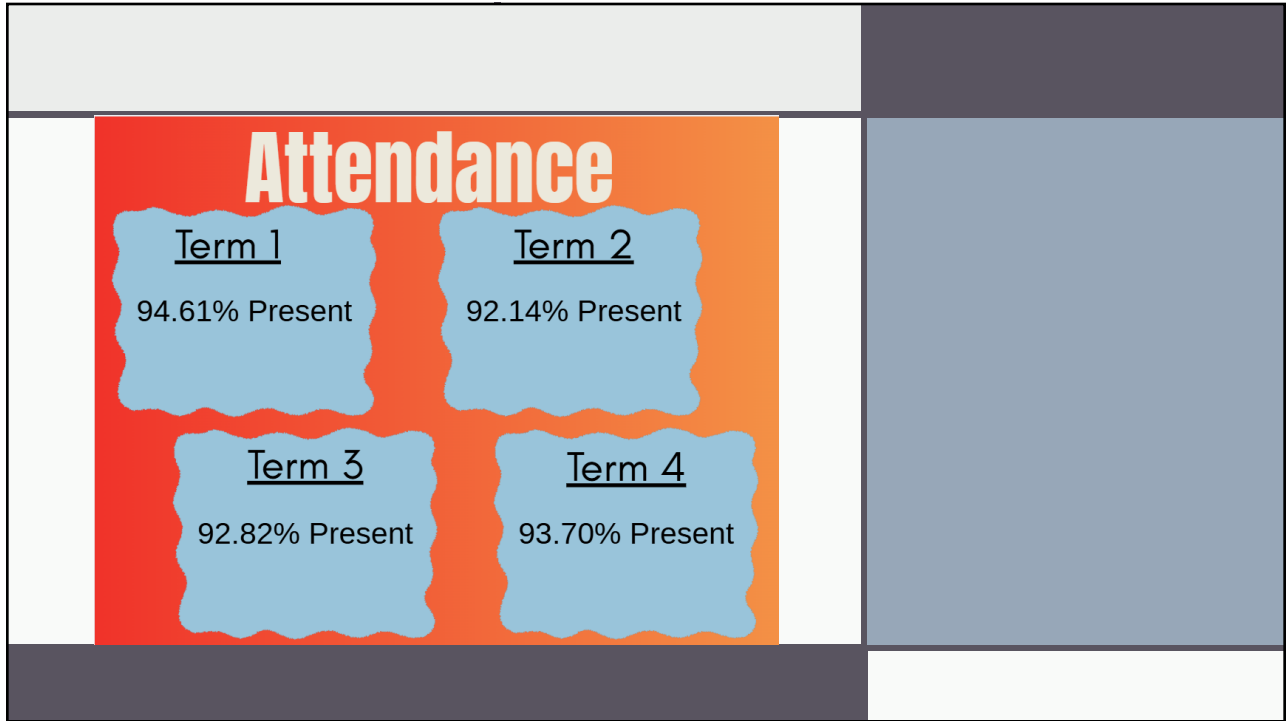 Attendance
Term 1
94.61% Present
Term 2
92.14% Present
Term 3
92.82% Present
Term 4
93.70% Present